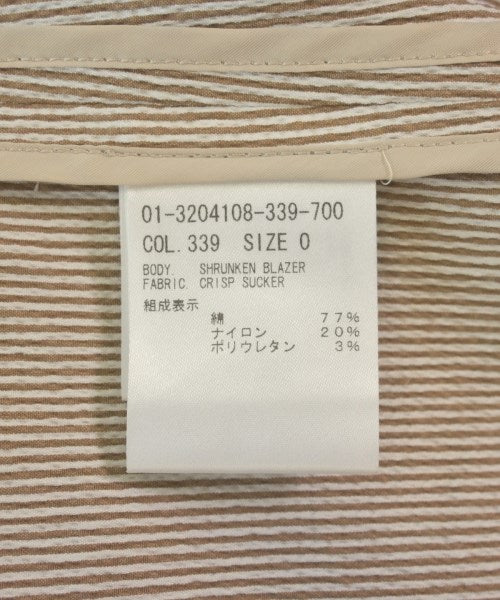 01-3204108-339-700
COL. 339 SIZE 0
BODY. SHRUNKEN BLAZER
FABRIC. CRISP SUCKER
組成表示
綿 77%
ナイロン 20%
ポリウレタン 3%